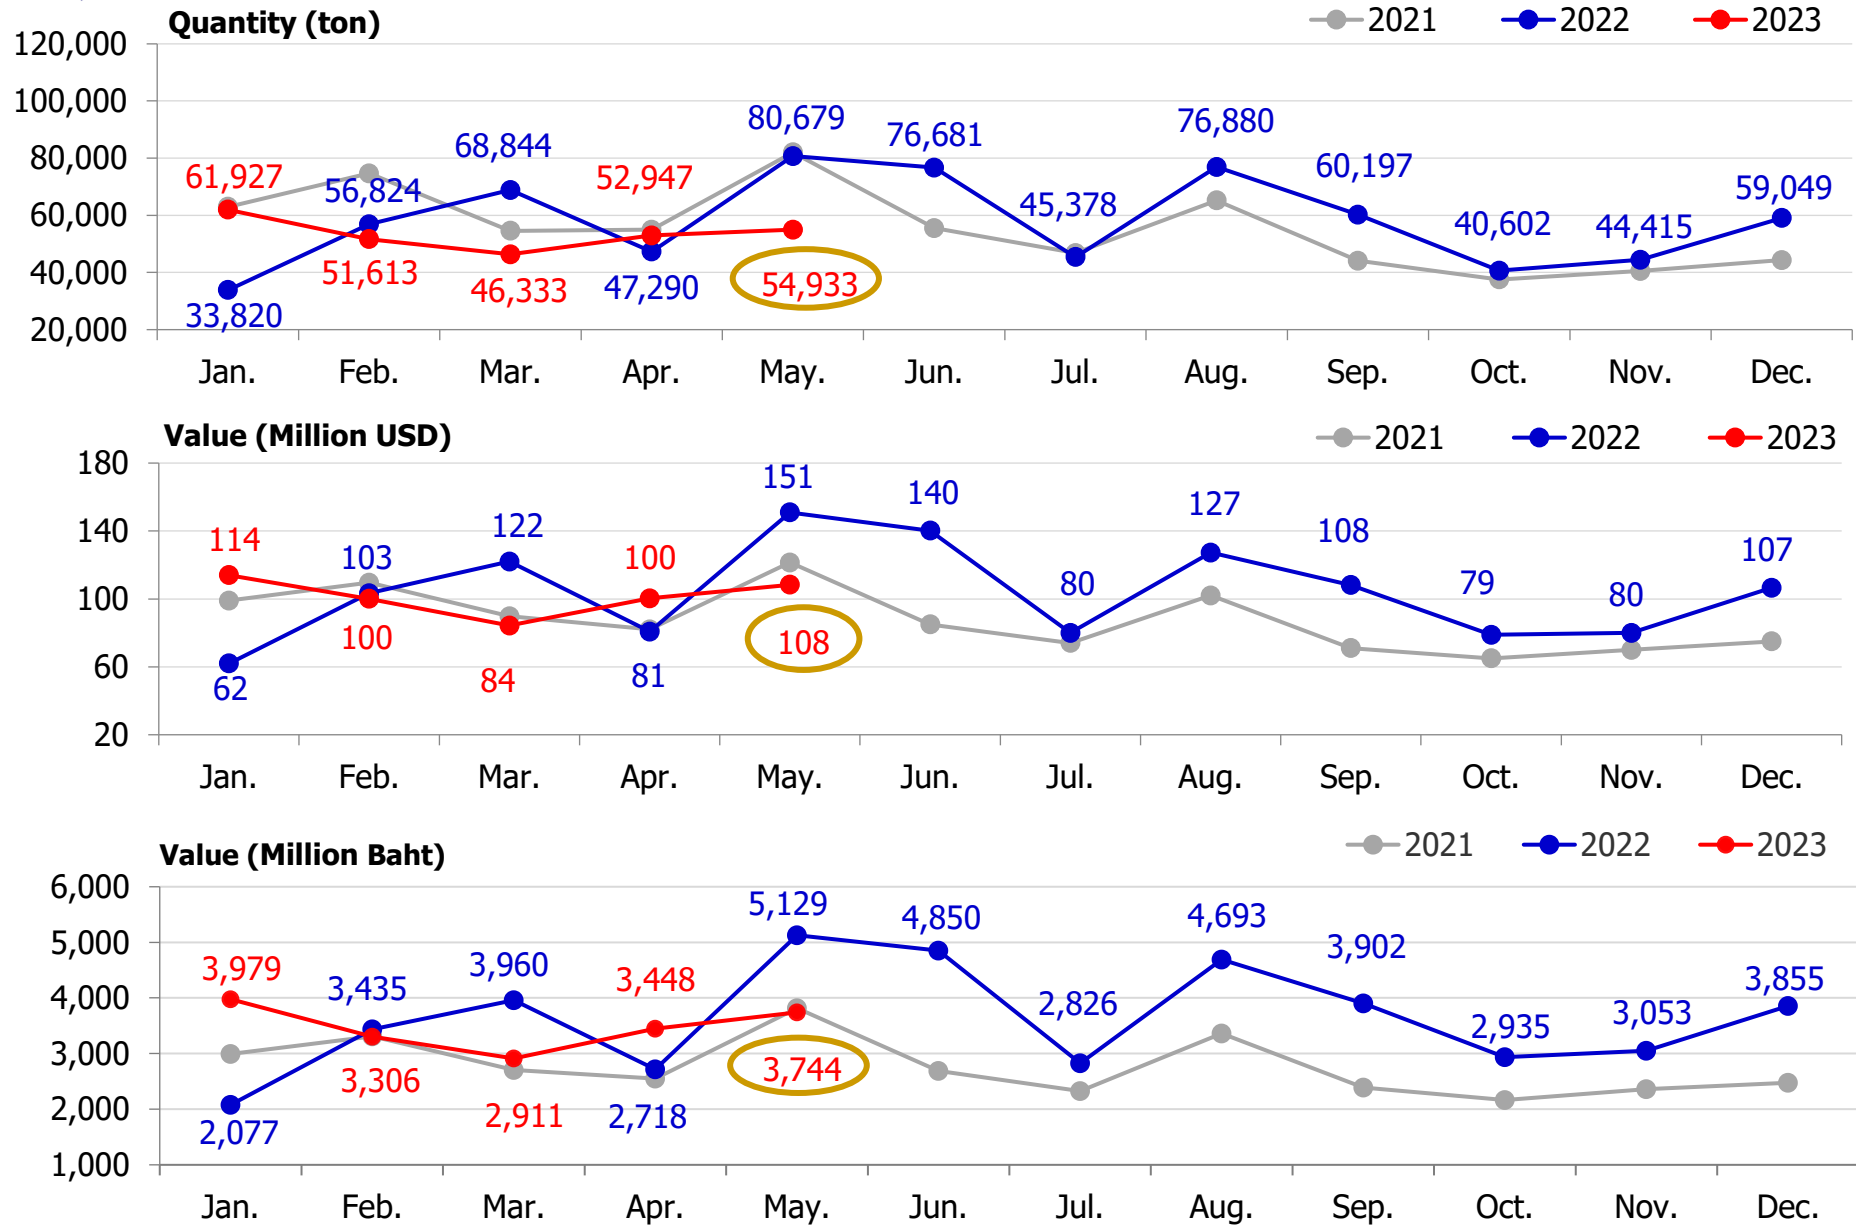 Quantity (ton)
2021 2022 2023
120,000
100,000
80,000
60,000
40,000
20,000
61,927 56,824 68,844 52,947 80,679 76,681 45,378 76,880 60,197 40,602 44,415 59,049
33,820 51,613 46,333 47,290 54,933
Jan. Feb. Mar. Apr. May. Jun. Jul. Aug. Sep. Oct. Nov. Dec.
Value (Million USD)
2021 2022 2023
180
140
100
60
20
114 103 122 100 151 140 80 127 108 79 80 107
62 100 84 81 108
Jan. Feb. Mar. Apr. May. Jun. Jul. Aug. Sep. Oct. Nov. Dec.
Value (Million Baht)
2021 2022 2023
6,000
5,000
4,000
3,000
2,000
1,000
3,979 3,435 3,960 3,448 5,129 4,850 2,826 4,693 3,902 2,935 3,053 3,855
2,077 3,306 2,911 2,718 3,744
Jan. Feb. Mar. Apr. May. Jun. Jul. Aug. Sep. Oct. Nov. Dec.